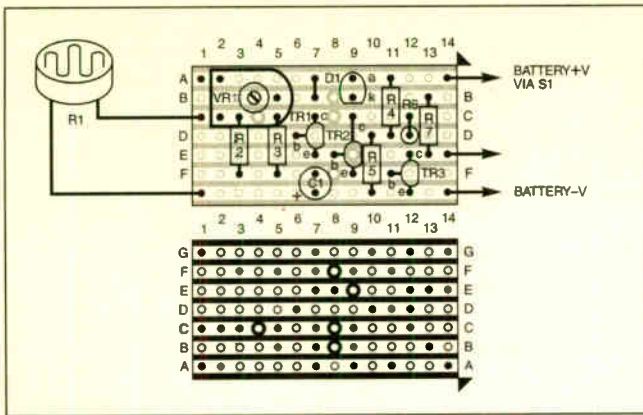 1 2 3 4 5 6 7 8 9 10 11 12 13 14
A
B
C
D
E
F
R1
VR1
D1
a
k
R
4
R6
R
7
TR1
c
TR2
c
R
2
R
3
b
e
b
e
R
5
c
b
e
TR3
+
C1
B
C
D
E
F
BATTERY+V
VIA S1
BATTERY–V
1 2 3 4 5 6 7 8 9 10 11 12 13 14
G G
F F
E E
D D
C C
B B
A A